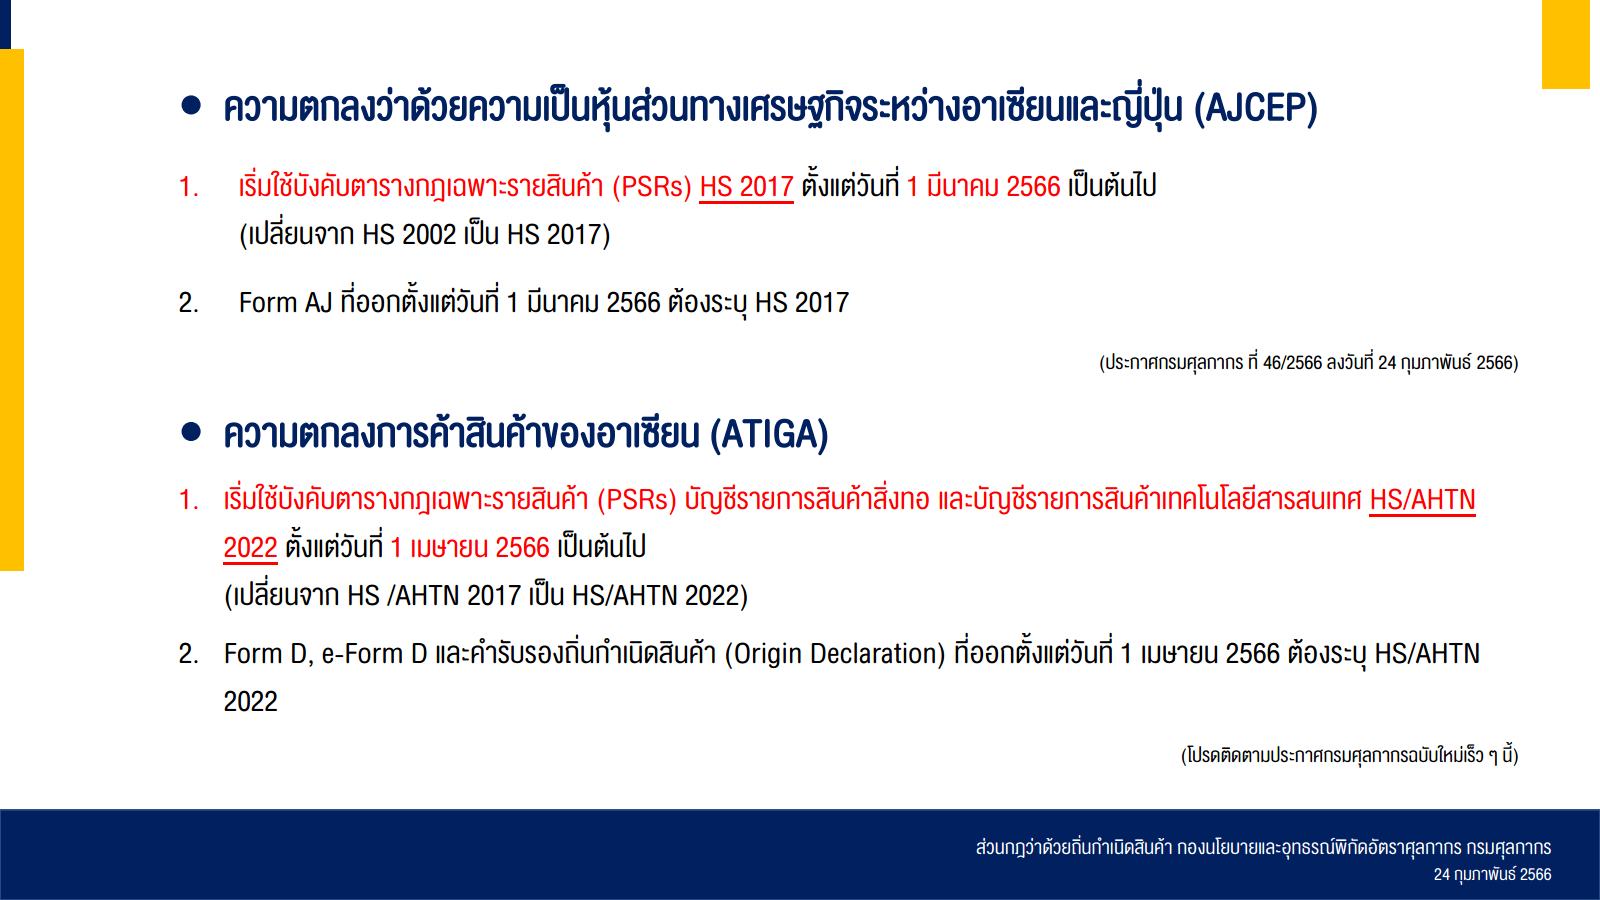 ● ความตกลงว่าด้วยความเป็นหุ้นส่วนทางเศรษฐกิจระหว่างอาเซียนและญี่ปุ่น (AJCEP)
1. เริ่มใช้บังคับตารางกฎเฉพาะรายสินค้า (PSRs) HS 2017 ตั้งแต่วันที่ 1 มีนาคม 2566 เป็นต้นไป
(เปลี่ยนจาก HS 2002 เป็น HS 2017)
2. Form AJ ที่ออกตั้งแต่วันที่ 1 มีนาคม 2566 ต้องระบุ HS 2017
(ประกาศกรมศุลกากร ที่ 46/2566 ลงวันที่ 24 กุมภาพันธ์ 2566)
● ความตกลงการค้าสินค้าของอาเซียน (ATIGA)
1. เริ่มใช้บังคับตารางกฎเฉพาะรายสินค้า (PSRs) บัญชีรายการสินค้าสิ่งทอ และบัญชีรายการสินค้าเทคโนโลยีสารสนเทศ HS/AHTN
2022 ตั้งแต่วันที่ 1 เมษายน 2566 เป็นต้นไป
(เปลี่ยนจาก HS /AHTN 2017 เป็น HS/AHTN 2022)
2. Form D, e-Form D และคำรับรองถิ่นกำเนิดสินค้า (Origin Declaration) ที่ออกตั้งแต่วันที่ 1 เมษายน 2566 ต้องระบุ HS/AHTN
2022
(โปรดติดตามประกาศกรมศุลกากรฉบับใหม่เร็ว ๆ นี้)
ส่วนกฎว่าด้วยถิ่นกำเนิดสินค้า กองนโยบายและอุทธรณ์พิกัดอัตราศุลกากร กรมศุลกากร
24 กุมภาพันธ์ 2566